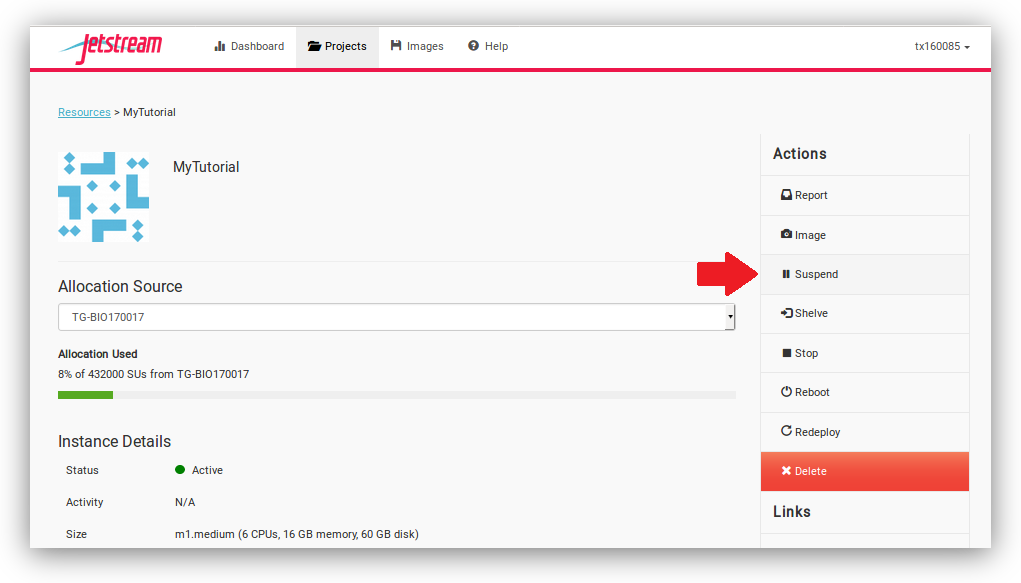 Jetstream
Dashboard Projects Images Help tx160085
Resources > MyTutorial
MyTutorial
Allocation Source
TG-BIO170017
Allocation Used
8% of 432000 SUs from TG-BIO170017
Instance Details
Status Active
Activity N/A
Size m1.medium (6 CPUs, 16 GB memory, 60 GB disk)
Actions
Report
Image
Suspend
Shelve
Stop
Reboot
Redeploy
Delete
Links